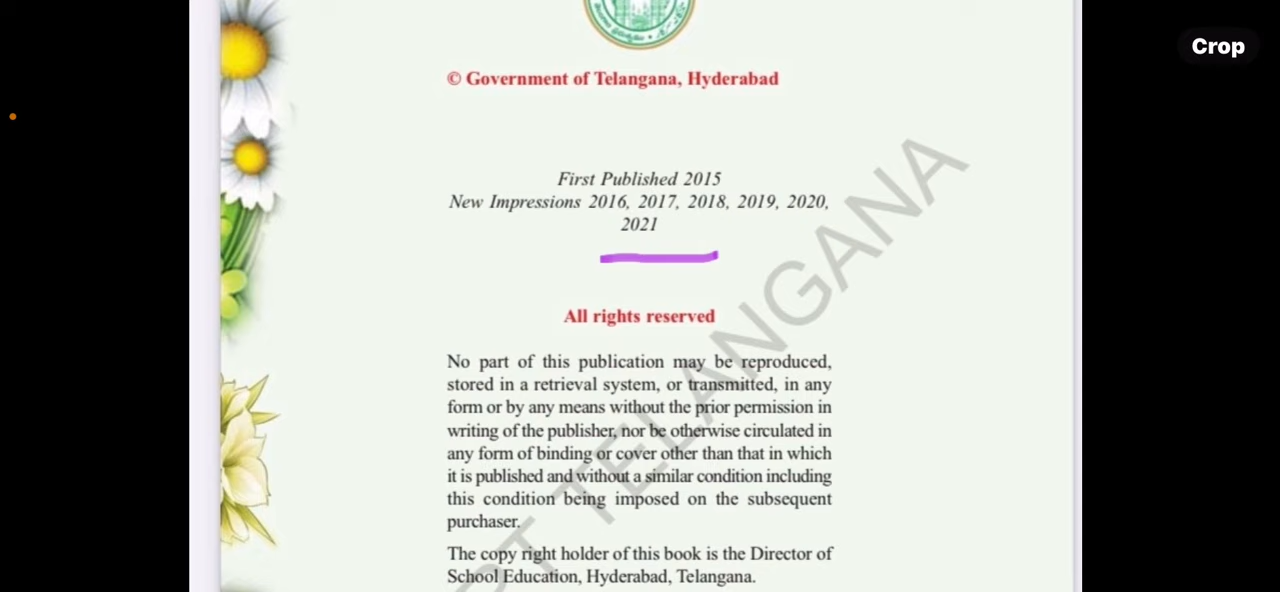 Crop
© Government of Telangana, Hyderabad
First Published 2015
New Impressions 2016, 2017, 2018, 2019, 2020,
2021
All rights reserved
No part of this publication may be reproduced,
stored in a retrieval system, or transmitted, in any
form or by any means without the prior permission in
writing of the publisher, nor be otherwise circulated in
any form of binding or cover other than that in which
it is published and without a similar condition including
this condition being imposed on the subsequent
purchaser.
The copy right holder of this book is the Director of
School Education, Hyderabad, Telangana.
TELANGANA